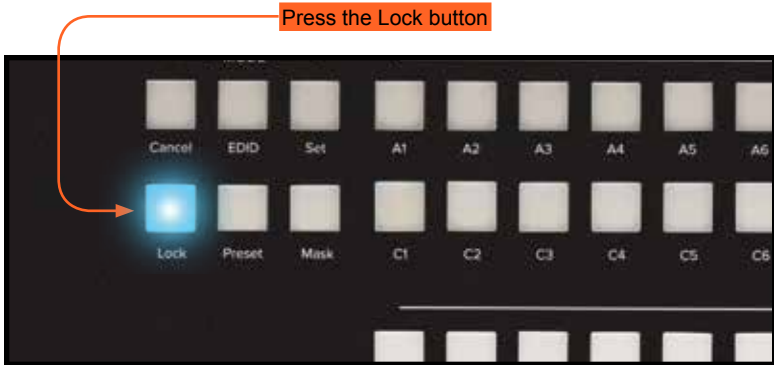 Press the Lock button
Cancel EDID Set A1 A2 A3 A4 A5 A6
Lock Preset Mask C1 C2 C3 C4 C5 C6